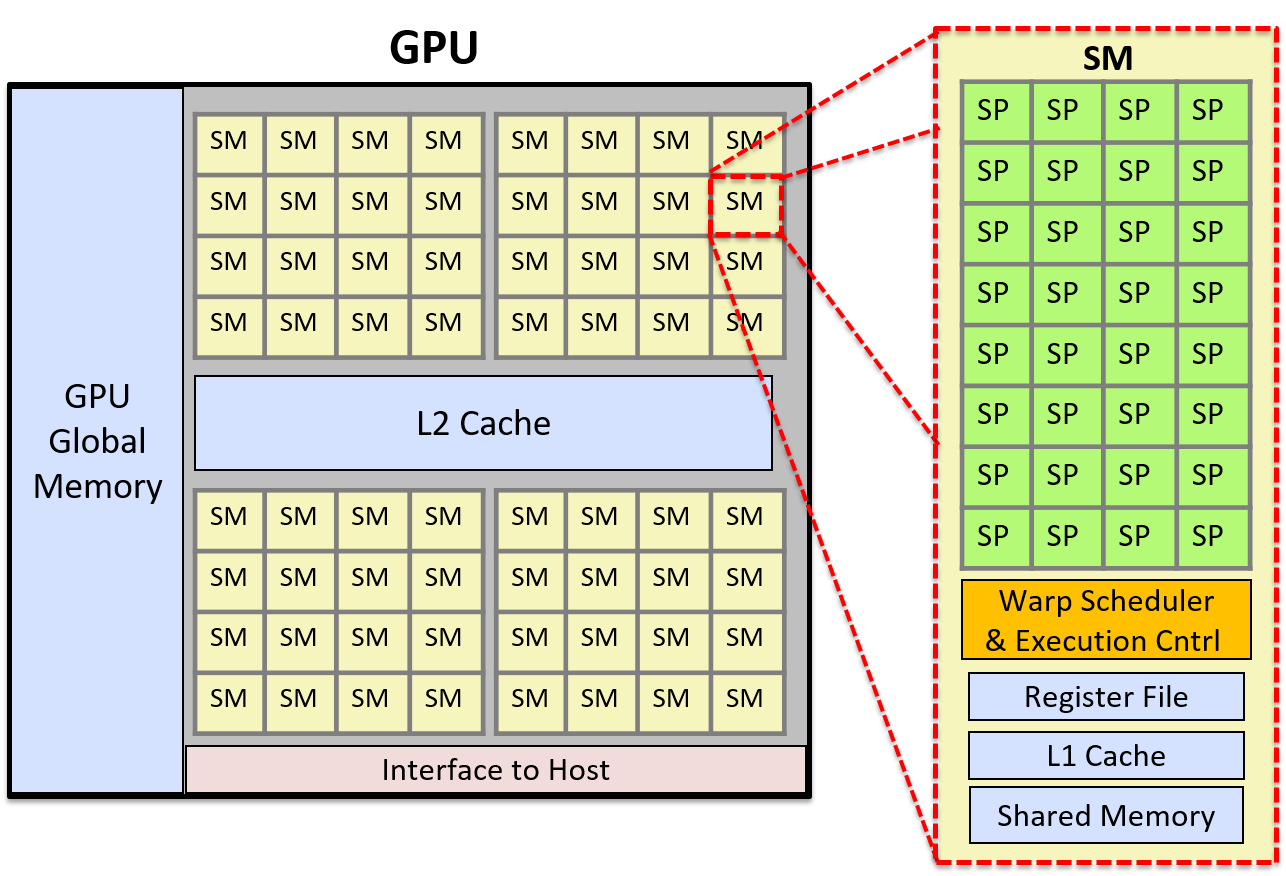 GPU
SM SM SM SM SM SM SM SM
SM SM SM SM SM SM SM SM
SM SM SM SM SM SM SM SM
SM SM SM SM SM SM SM SM
GPU
Global
Memory
L2 Cache
SM SM SM SM SM SM SM SM
SM SM SM SM SM SM SM SM
SM SM SM SM SM SM SM SM
SM SM SM SM SM SM SM SM
Interface to Host
SM
SP SP SP SP
SP SP SP SP
SP SP SP SP
SP SP SP SP
SP SP SP SP
SP SP SP SP
SP SP SP SP
SP SP SP SP
Warp Scheduler
& Execution Cntrl
Register File
L1 Cache
Shared Memory